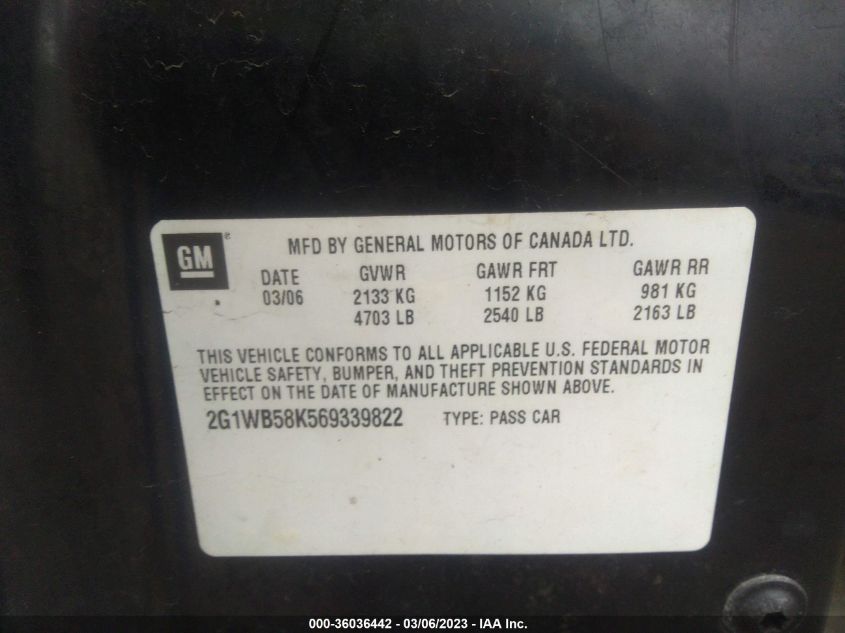 GM ®
MFD BY GENERAL MOTORS OF CANADA LTD.
DATE GVWR GAWR FRT GAWR RR
03/06 2133 KG 1152 KG 981 KG
4703 LB 2540 LB 2163 LB
THIS VEHICLE CONFORMS TO ALL APPLICABLE U.S. FEDERAL MOTOR
VEHICLE SAFETY, BUMPER, AND THEFT PREVENTION STANDARDS IN
EFFECT ON THE DATE OF MANUFACTURE SHOWN ABOVE.
2G1WB58K569339822 TYPE: PASS CAR
000-36036442 - 03/06/2023 - IAA Inc.